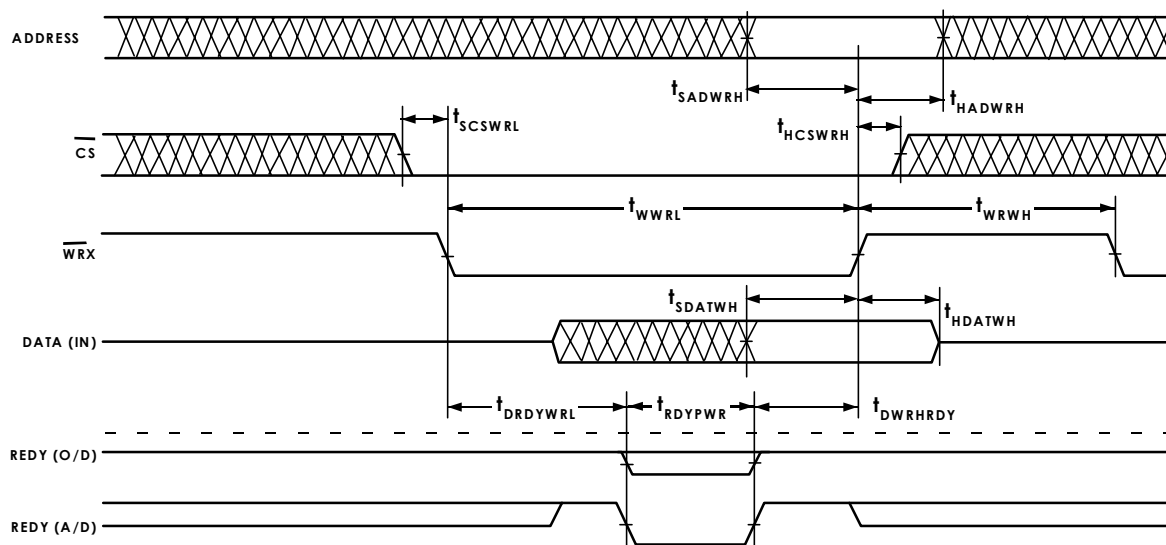 ADDRESS
tSADWRH
tHADWRH
tSCSWRL
tHCSWRH
CS
tWWRL
tWRWH
WRX
tSDATWH
tHDATWH
DATA (IN)
tDRDYWRL
tRDYPWR
tDWRHRDY
REDY (O/D)
REDY (A/D)